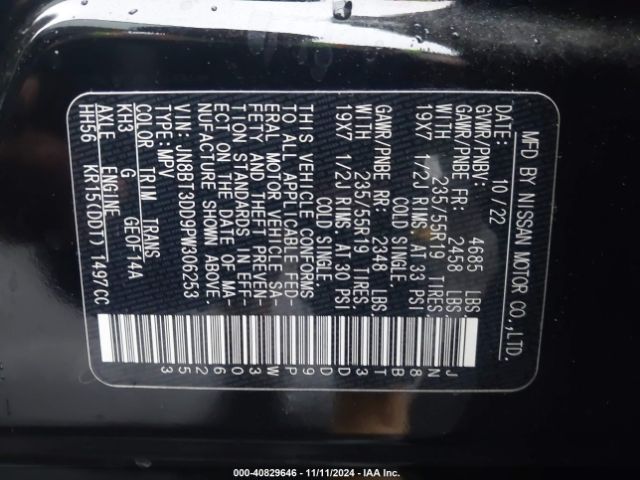 MFD BY NISSAN MOTOR CO.,LTD.
DATE: 10/22
GVWR/PNBV: 4685 LBS.
GAWR/PNBE FR: 2458 LBS.
WITH 235/55R19 TIRES,
19X7 1/2J RIMS AT 33 PSI
COLD SINGLE.
GAWR/PNBE RR: 2348 LBS.
WITH 235/55R19 TIRES,
19X7 1/2J RIMS AT 30 PSI
COLD SINGLE.
THIS VEHICLE CONFORMS
TO ALL APPLICABLE FED-
ERAL MOTOR VEHICLE SA-
FETY AND THEFT PREVEN-
TION STANDARDS IN EFF-
ECT ON THE DATE OF MA-
NUFACTURE SHOWN ABOVE.
JN8BT3DD9PW306253
TYPE:MPV
COLOR TRIM TRANS
KH3 G GE0F14A
AXLE ENGINE
HH56 KR15(DDT) 1497CC
JN8BT3DD9PW306253
000-40829646 - 11/11/2024 - IAA Inc.